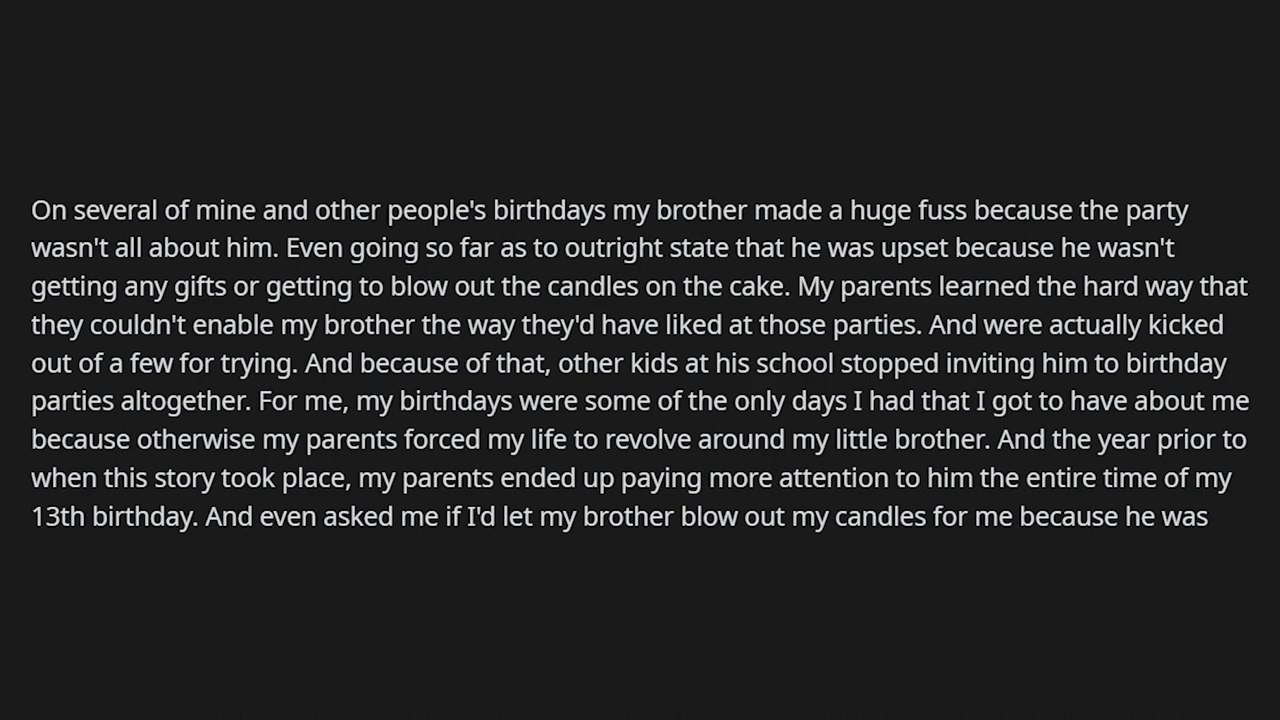 On several of mine and other people's birthdays my brother made a huge fuss because the party
wasn't all about him. Even going so far as to outright state that he was upset because he wasn't
getting any gifts or getting to blow out the candles on the cake. My parents learned the hard way that
they couldn't enable my brother the way they'd have liked at those parties. And were actually kicked
out of a few for trying. And because of that, other kids at his school stopped inviting him to birthday
parties altogether. For me, my birthdays were some of the only days I had that I got to have about me
because otherwise my parents forced my life to revolve around my little brother. And the year prior to
when this story took place, my parents ended up paying more attention to him the entire time of my
13th birthday. And even asked me if I'd let my brother blow out my candles for me because he was